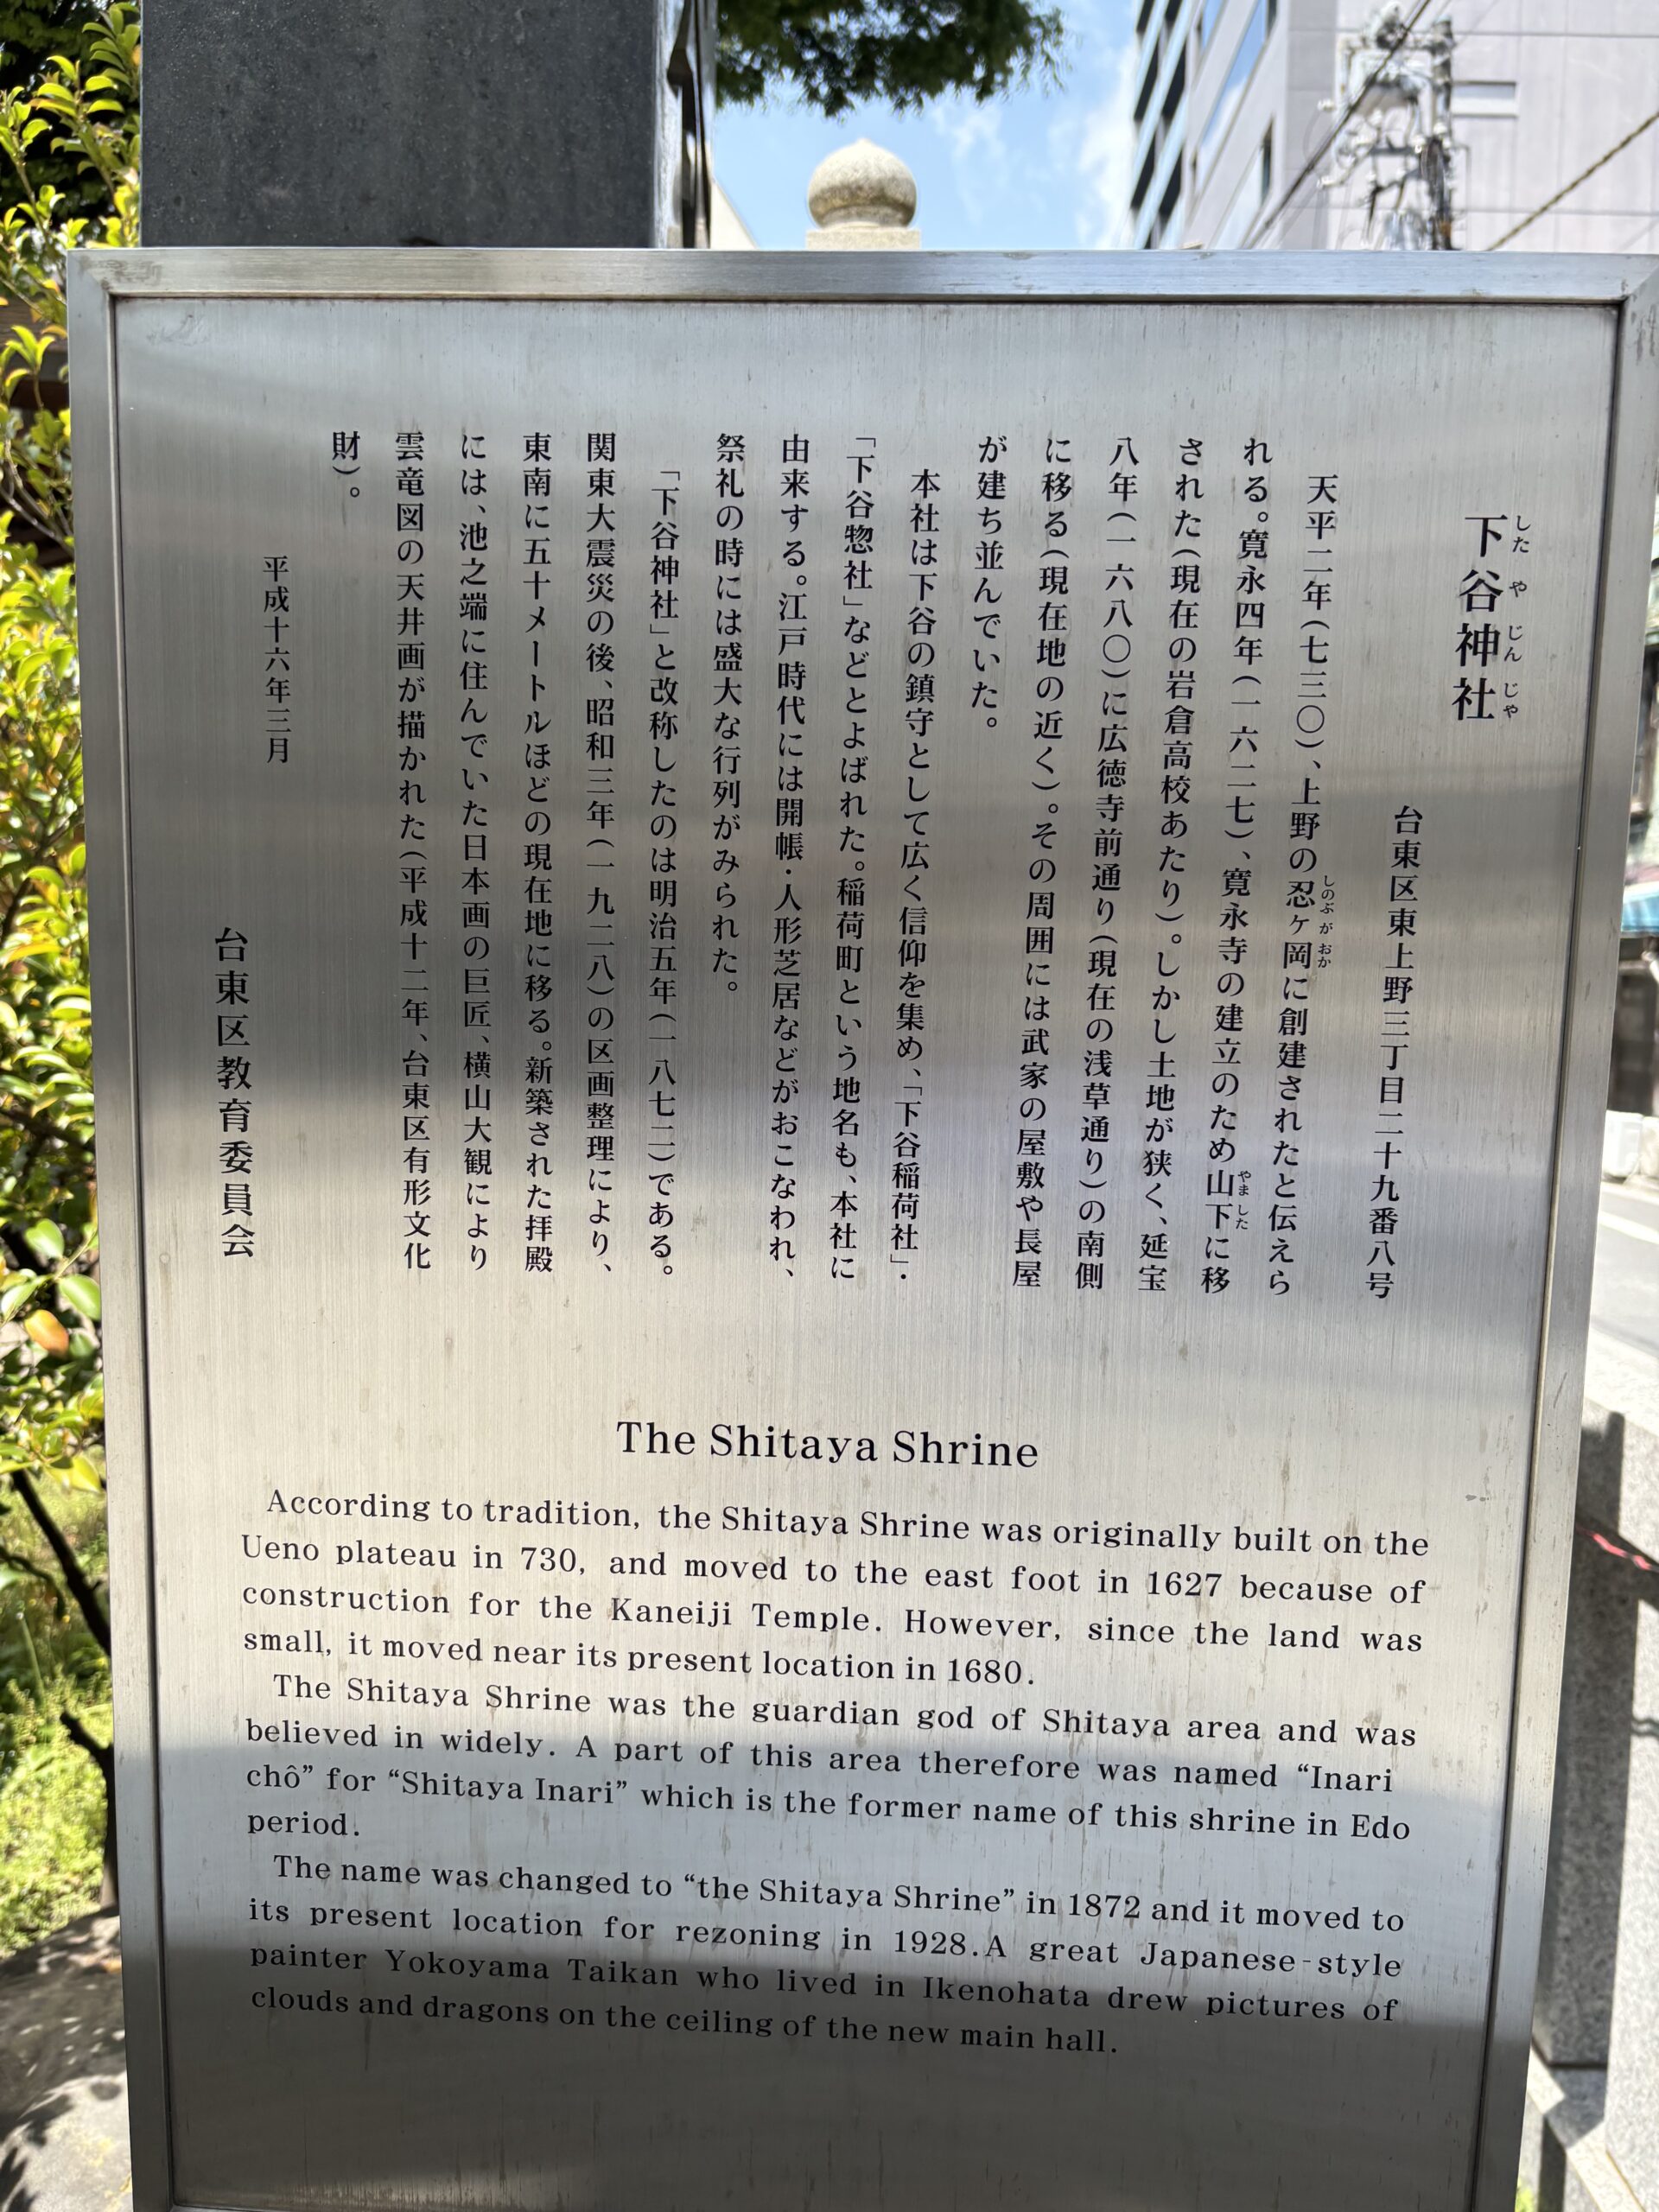 下谷神社
したやじんじゃ
台東区東上野三丁目二十九番八号
天平二年(七三〇)、上野の忍ヶ岡に創建されたと伝えら
しのぶがおか
れる。寛永四年(一六二七)、寛永寺の建立のため山下に移
やました
された(現在の岩倉高校あたり)。しかし土地が狭く、延宝
八年(一六八〇)に広徳寺前通り(現在の浅草通り)の南側
に移る(現在地の近く)。その周囲には武家の屋敷や長屋
が建ち並んでいた。
本社は下谷の鎮守として広く信仰を集め、「下谷稲荷社」・
「下谷惣社」などとよばれた。稲荷町という地名も、本社に
由来する。江戸時代には開帳・人形芝居などがおこなわれ、
祭礼の時には盛大な行列がみられた。
「下谷神社」と改称したのは明治五年(一八七二)である。
関東大震災の後、昭和三年(一九二八)の区画整理により、
東南に五十メートルほどの現在地に移る。新築された拝殿
には、池之端に住んでいた日本画の巨匠、横山大観により
雲竜図の天井画が描かれた(平成十二年、台東区有形文化
財)。
平成十六年三月
台東区教育委員会
The Shitaya Shrine
According to tradition, the Shitaya Shrine was originally built on the
Ueno plateau in 730, and moved to the east foot in 1627 because of
construction for the Kaneiji Temple. However, since the land was
small, it moved near its present location in 1680.
The Shitaya Shrine was the guardian god of Shitaya area and was
believed in widely. A part of this area therefore was named “Inari
chô” for “Shitaya Inari” which is the former name of this shrine in Edo
period.
The name was changed to “the Shitaya Shrine” in 1872 and it moved to
its present location for rezoning in 1928. A great Japanese-style
painter Yokoyama Taikan who lived in Ikenohata drew pictures of
clouds and dragons on the ceiling of the new main hall.